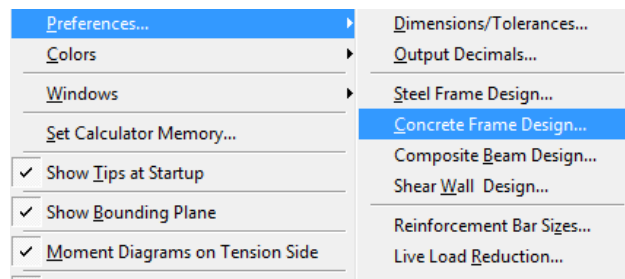 Preferences...
Colors
Windows
Set Calculator Memory...
Show Tips at Startup
Show Bounding Plane
Moment Diagrams on Tension Side
Dimensions/Tolerances...
Output Decimals...
Steel Frame Design...
Concrete Frame Design...
Composite Beam Design...
Shear Wall  Design...
Reinforcement Bar Sizes...
Live Load Reduction...